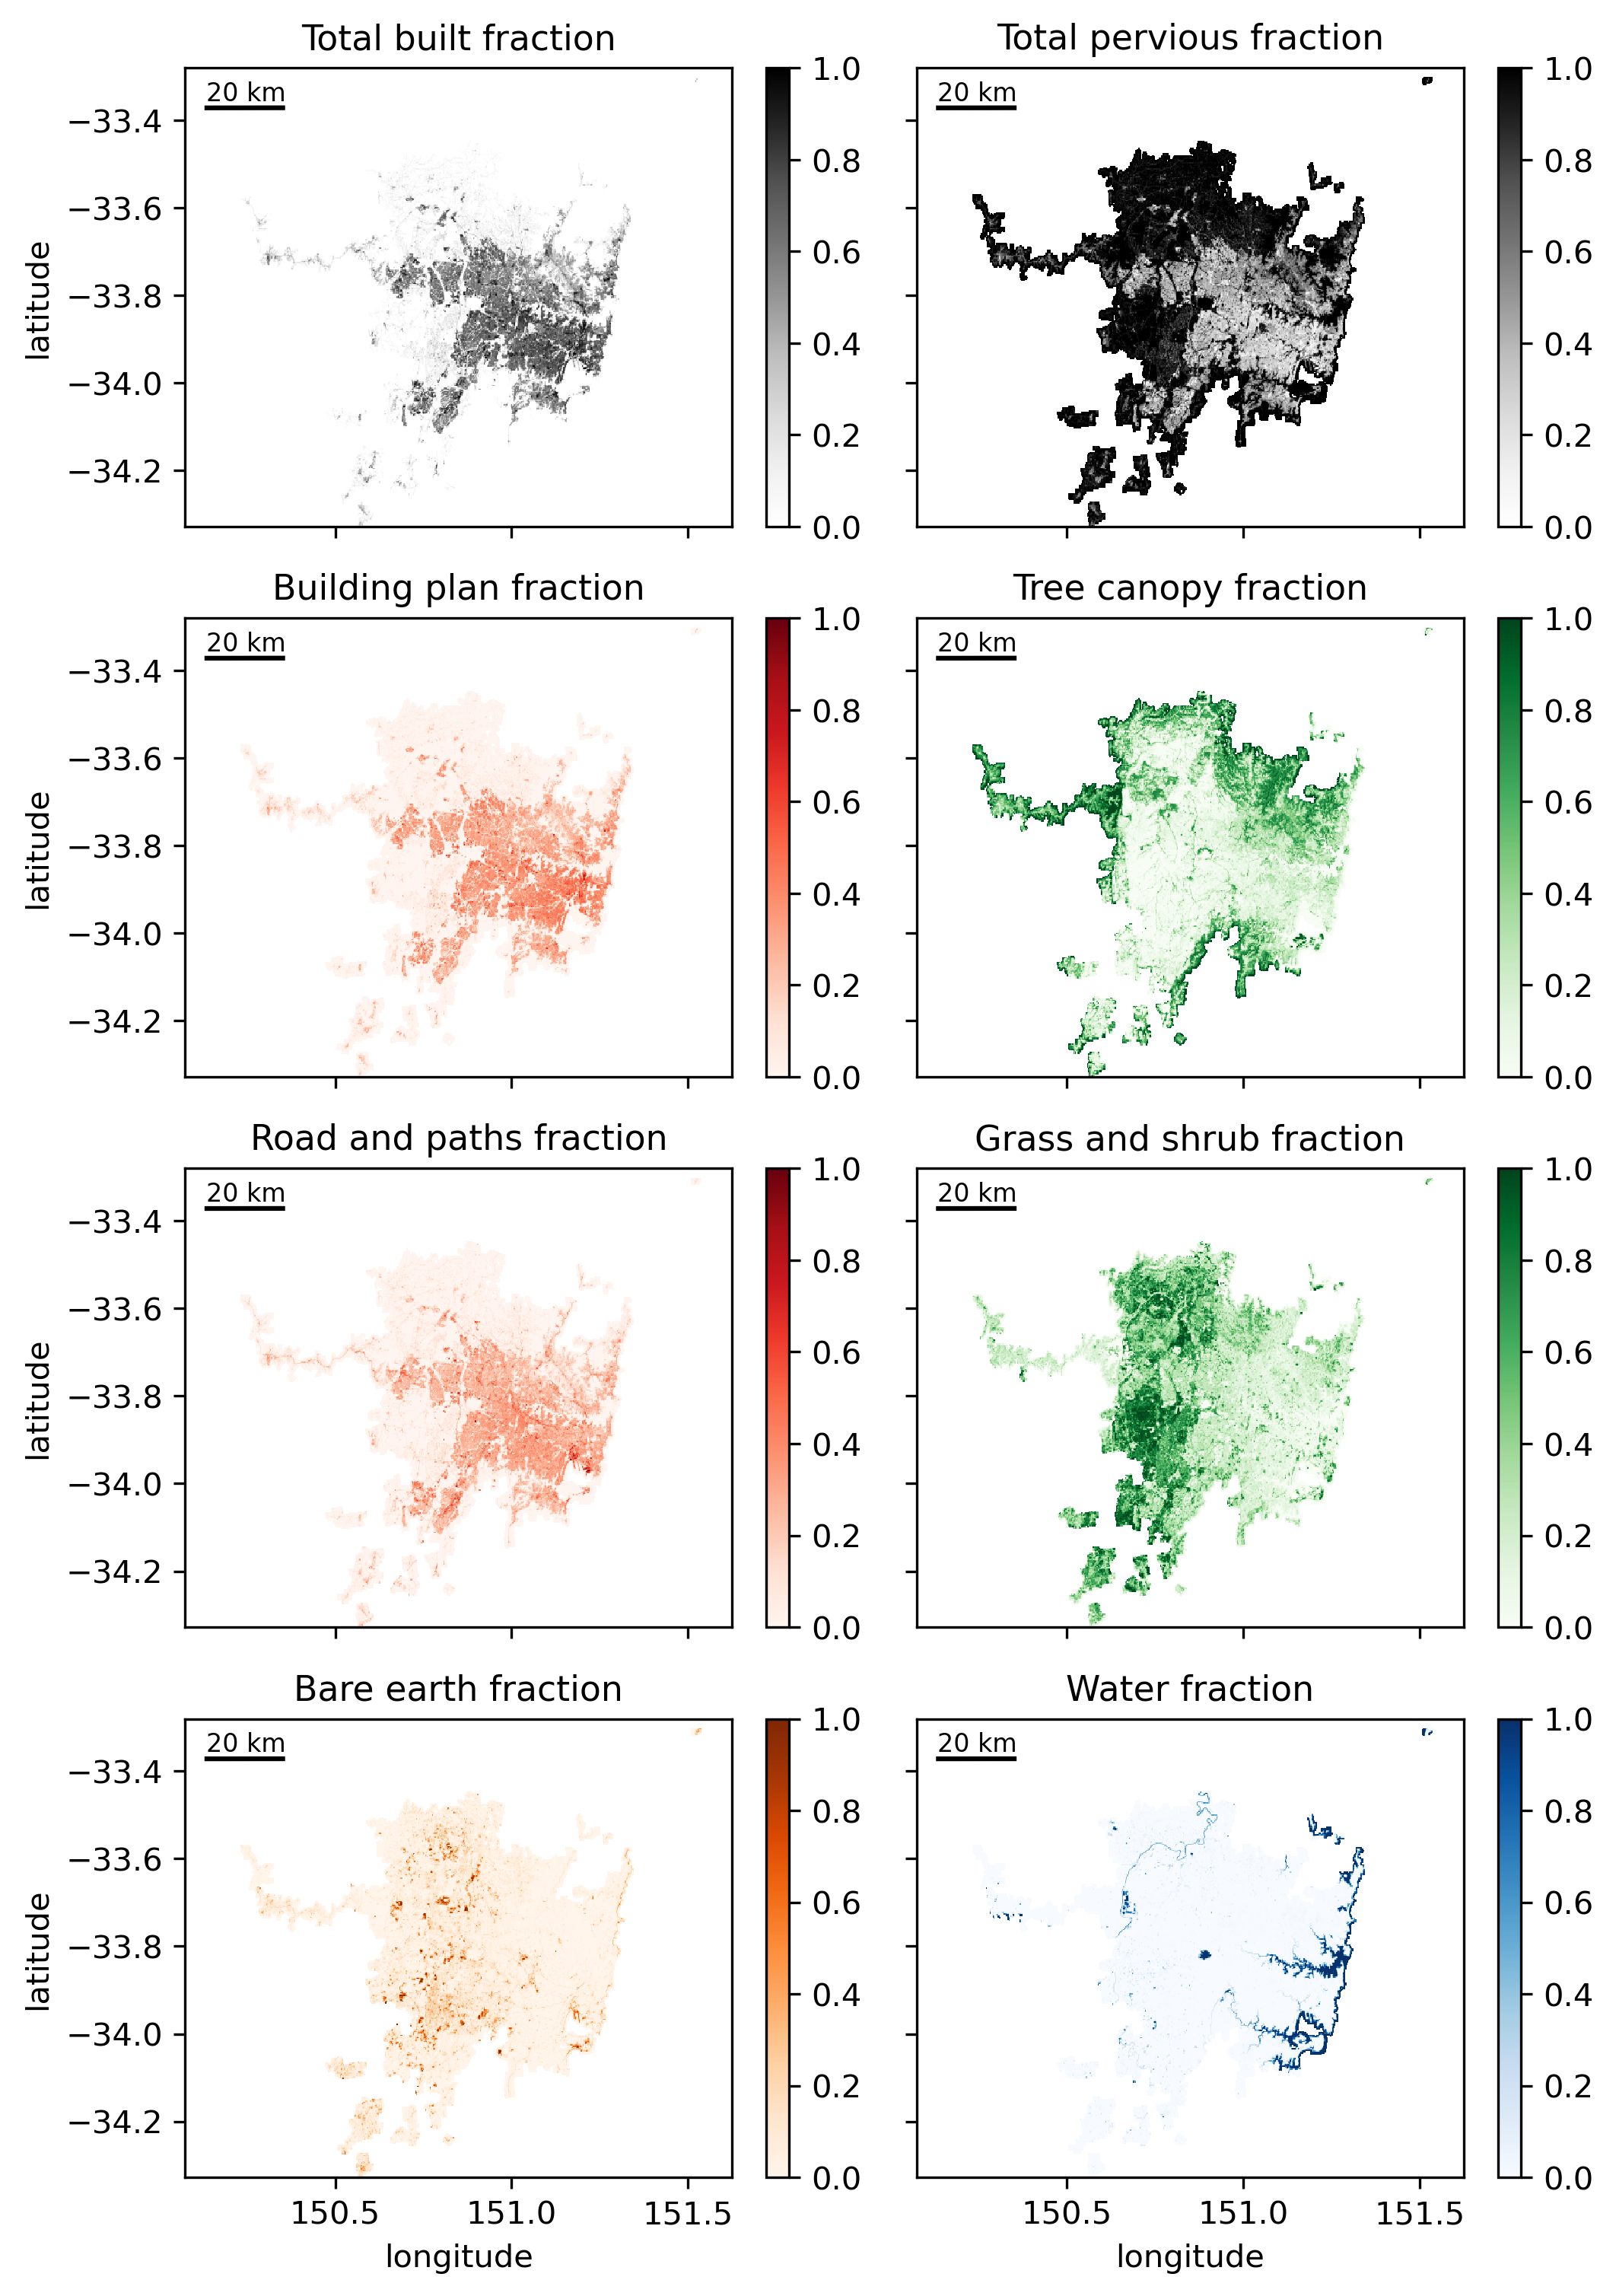 Total built fraction
Total pervious fraction
20 km
20 km
−33.4
−33.6
−33.8
−34.0
−34.2
latitude
1.0
0.8
0.6
0.4
0.2
0.0
1.0
0.8
0.6
0.4
0.2
0.0
Building plan fraction
Tree canopy fraction
20 km
20 km
−33.4
−33.6
−33.8
−34.0
−34.2
latitude
1.0
0.8
0.6
0.4
0.2
0.0
1.0
0.8
0.6
0.4
0.2
0.0
Road and paths fraction
Grass and shrub fraction
20 km
20 km
−33.4
−33.6
−33.8
−34.0
−34.2
latitude
1.0
0.8
0.6
0.4
0.2
0.0
1.0
0.8
0.6
0.4
0.2
0.0
Bare earth fraction
Water fraction
20 km
20 km
−33.4
−33.6
−33.8
−34.0
−34.2
latitude
1.0
0.8
0.6
0.4
0.2
0.0
1.0
0.8
0.6
0.4
0.2
0.0
150.5 151.0 151.5
150.5 151.0 151.5
longitude
longitude